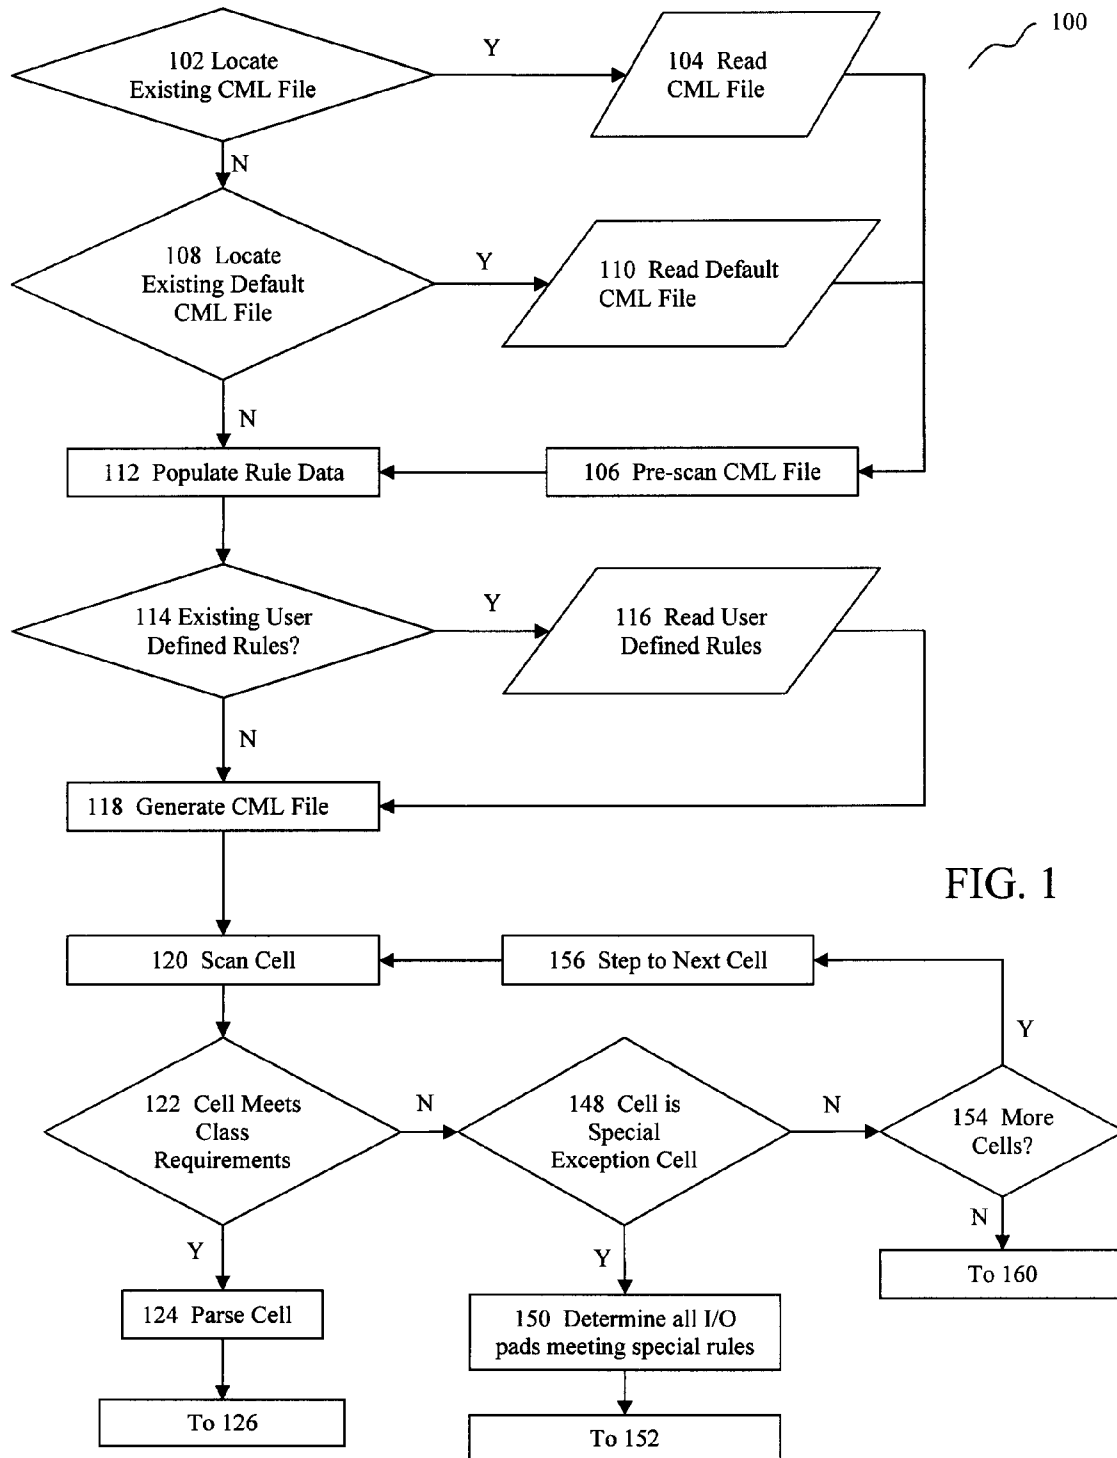 100
102 Locate
Existing CML File
Y
104 Read
CML File
N
108 Locate
Existing Default
CML File
Y
110 Read Default
CML File
N
112 Populate Rule Data
106 Pre-scan CML File
114 Existing User
Defined Rules?
Y
116 Read User
Defined Rules
N
118 Generate CML File
FIG. 1
120 Scan Cell
156 Step to Next Cell
Y
122 Cell Meets
Class
Requirements
N
148 Cell is
Special
Exception Cell
N
154 More
Cells?
N
Y
Y
To 160
124 Parse Cell
150 Determine all I/O
pads meeting special rules
To 126
To 152